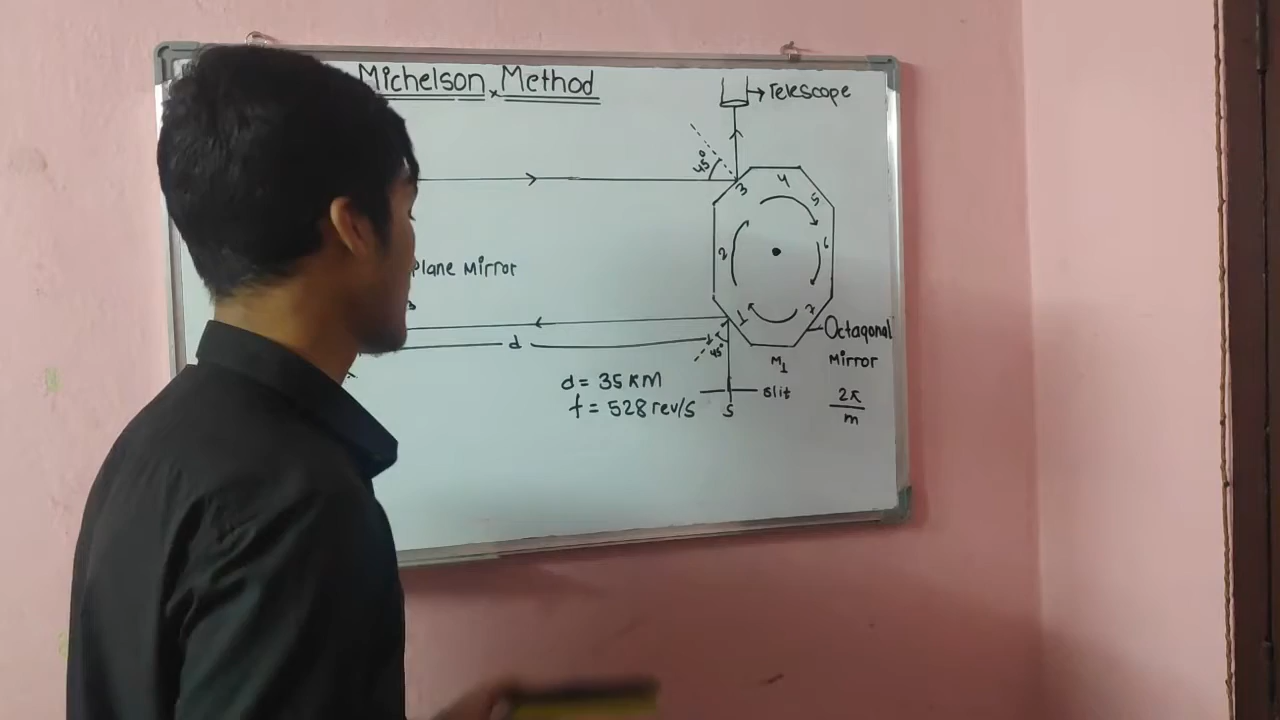 Michelson Method
Telescope
45°
3
4
5
2
6
Plane Mirror
1
7
Octagonal
Mirror
d
45°
M1
d = 35 KM
Slit
f = 528 rev/s
S
2π
m